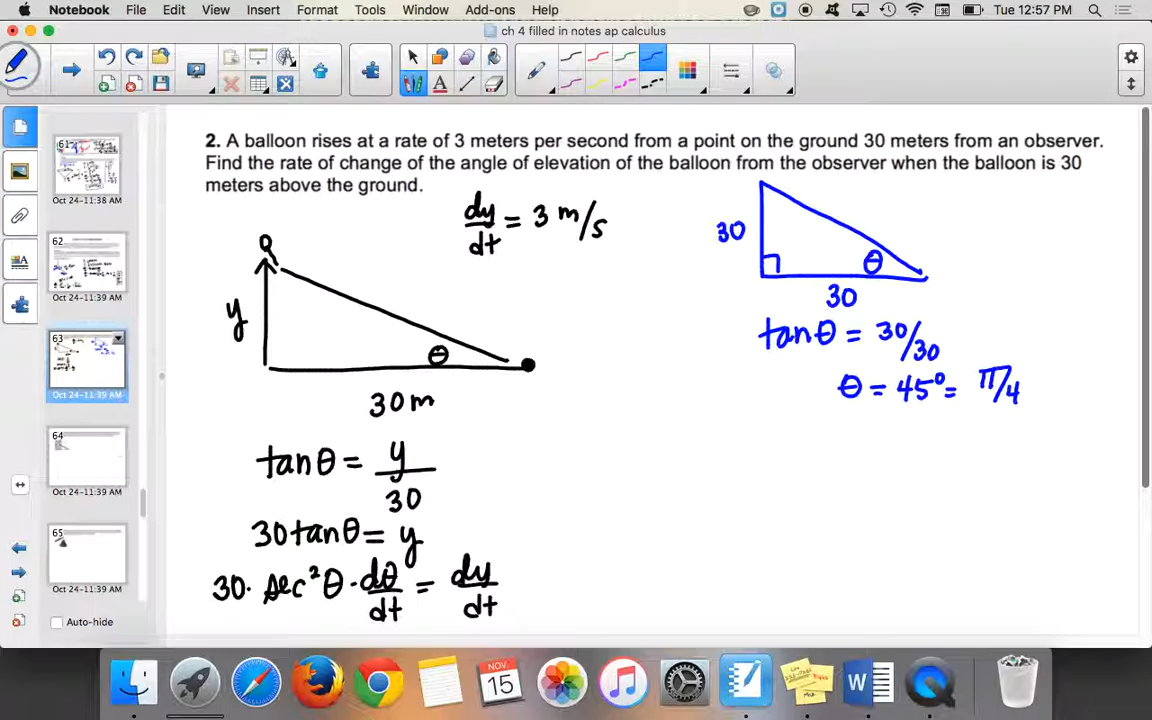 Notebook File Edit View Insert Format Tools Window Add-ons Help Tue 12:57 PM
ch 4 filled in notes ap calculus
61
Oct 24-11:38 AM
62
Oct 24-11:39 AM
63
Oct 24-11:39 AM
64
Oct 24-11:39 AM
65
Oct 24-11:39 AM
Auto-hide
2. A balloon rises at a rate of 3 meters per second from a point on the ground 30 meters from an observer.
Find the rate of change of the angle of elevation of the balloon from the observer when the balloon is 30
meters above the ground.
dy/dt = 3 m/s
y
θ
30 m
tanθ = y/30
30tanθ = y
30·sec²θ·dθ/dt = dy/dt
30
θ
30
tanθ = 30/30
θ = 45° = π/4
NOV
15
W